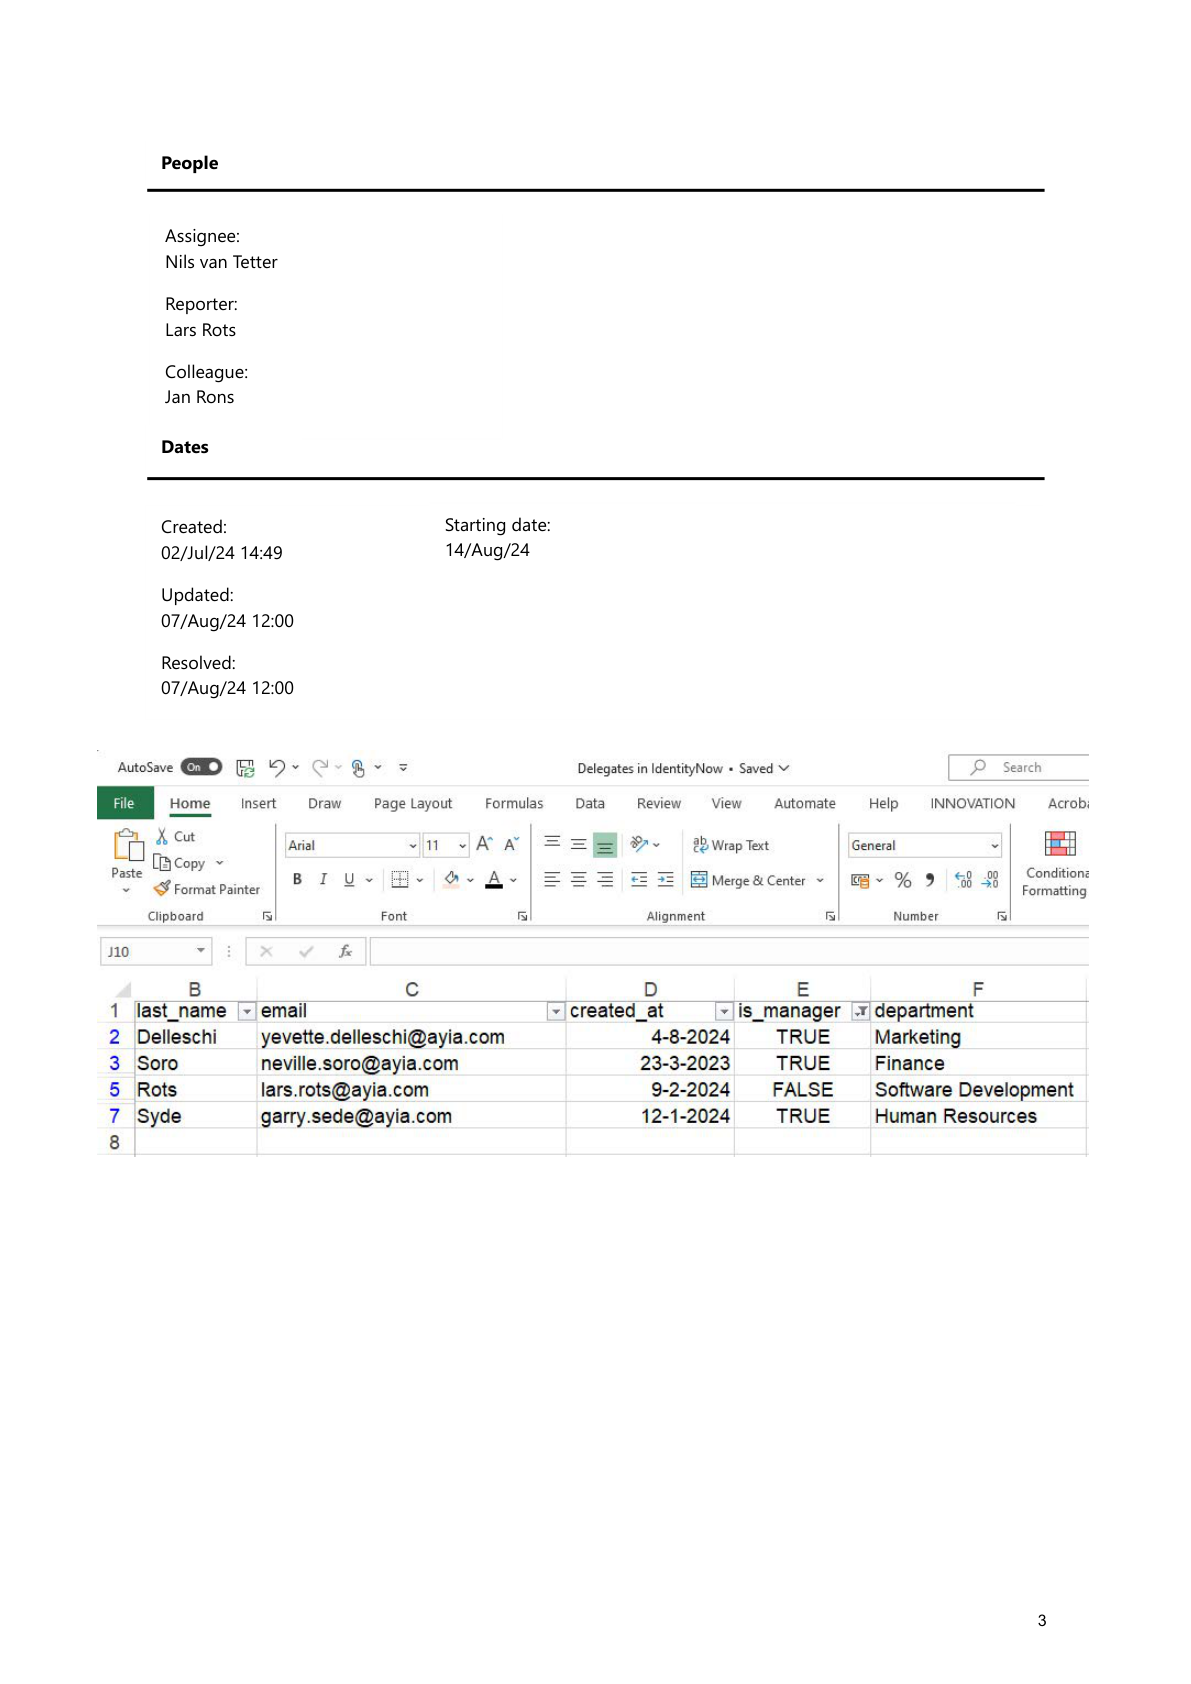 People
Assignee:
Nils van Tetter
Reporter:
Lars Rots
Colleague:
Jan Rons
Dates
Created:
02/Jul/24 14:49
Starting date:
14/Aug/24
Updated:
07/Aug/24 12:00
Resolved:
07/Aug/24 12:00
AutoSave On Delegates in IdentityNow • Saved Search
File Home Insert Draw Page Layout Formulas Data Review View Automate Help INNOVATION Acroba
Paste
Cut
Copy
Format Painter
Clipboard
Arial 11 A A
B I U A
Font
ab Wrap Text
Merge & Center
Alignment
General
% , .00 .00
Number
Conditiona
Formatting
J10 fx
B C D E F
1 last_name email created_at is_manager department
2 Delleschi yevette.delleschi@ayia.com 4-8-2024 TRUE Marketing
3 Soro neville.soro@ayia.com 23-3-2023 TRUE Finance
5 Rots lars.rots@ayia.com 9-2-2024 FALSE Software Development
7 Syde garry.sede@ayia.com 12-1-2024 TRUE Human Resources
8
3